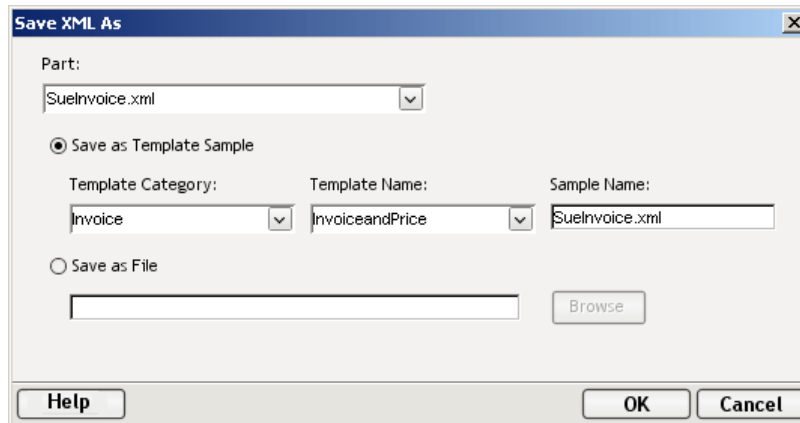 Save XML As
Part:
SueInvoice.xml
Save as Template Sample
Template Category: Template Name: Sample Name:
Invoice InvoiceandPrice SueInvoice.xml
Save as File
Browse
Help OK Cancel